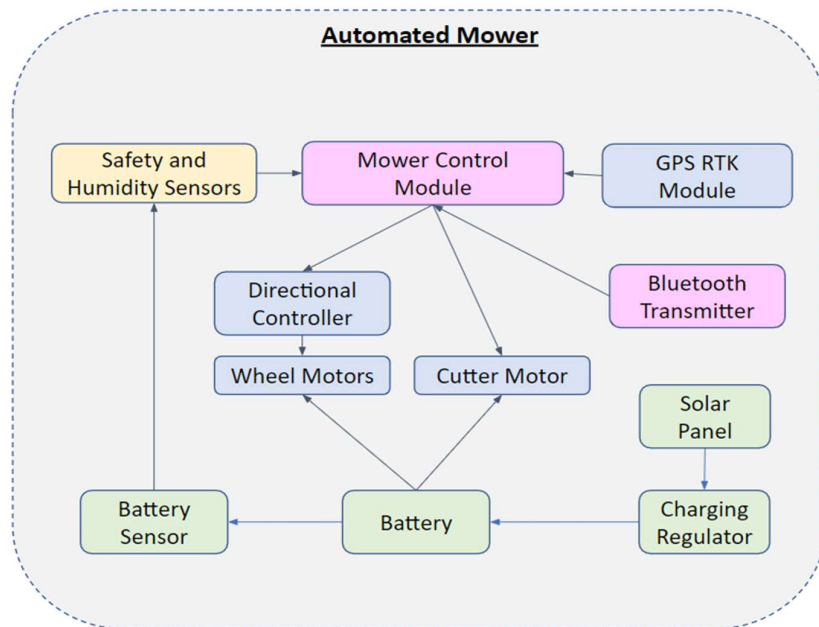 Automated Mower
Safety and
Humidity Sensors
Mower Control
Module
GPS RTK
Module
Directional
Controller
Bluetooth
Transmitter
Wheel Motors
Cutter Motor
Solar
Panel
Battery
Sensor
Battery
Charging
Regulator